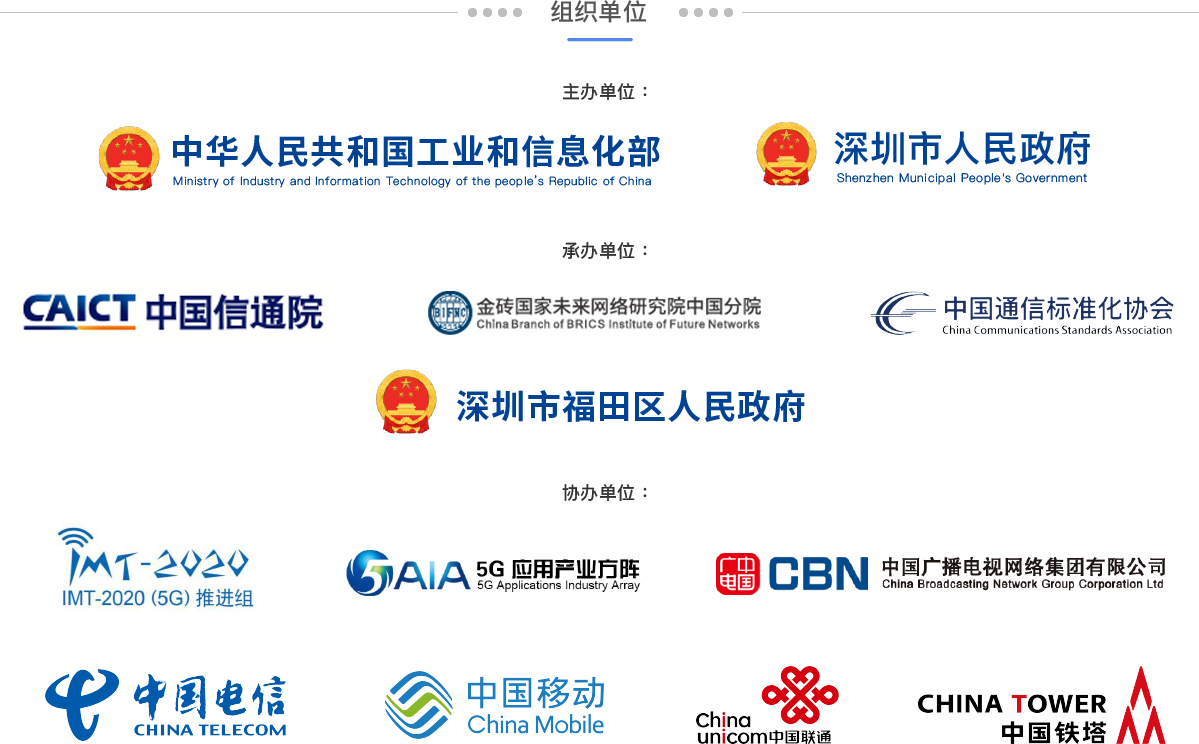 组织单位
主办单位：
中华人民共和国工业和信息化部
Ministry of Industry and Information Technology of the people's Republic of China
深圳市人民政府
Shenzhen Municipal People's Government
承办单位：
CAICT 中国信通院
BIFNC
金砖国家未来网络研究院中国分院
China Branch of BRICS Institute of Future Networks
中国通信标准化协会
China Communications Standards Association
深圳市福田区人民政府
协办单位：
IMT-2020
IMT-2020 (5G) 推进组
5GAIA
5G 应用产业方阵
5G Applications Industry Array
中国广电
CBN
中国广播电视网络集团有限公司
China Broadcasting Network Group Corporation Ltd
中国电信
CHINA TELECOM
中国移动
China Mobile
China
unicom中国联通
CHINA TOWER
中国铁塔